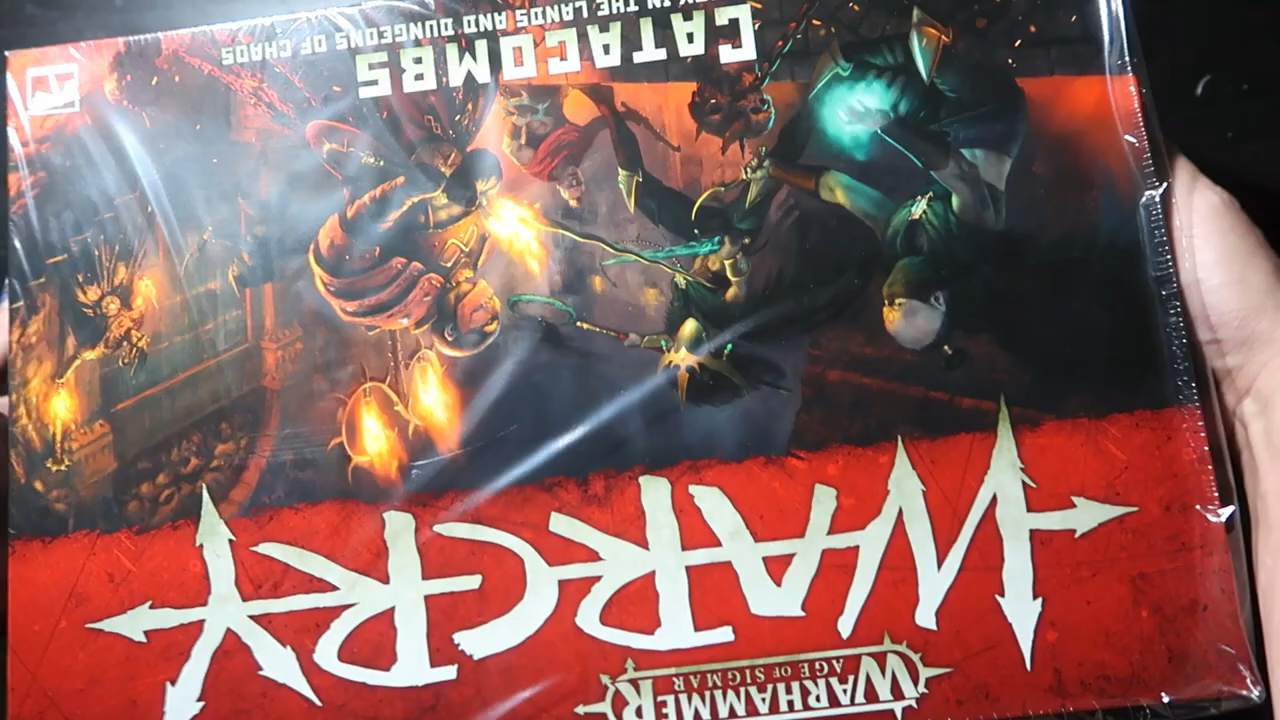 WARHAMMER
AGE OF SIGMAR
WARCRY
CATACOMBS
IN THE LANDS AND DUNGEONS OF CHAOS